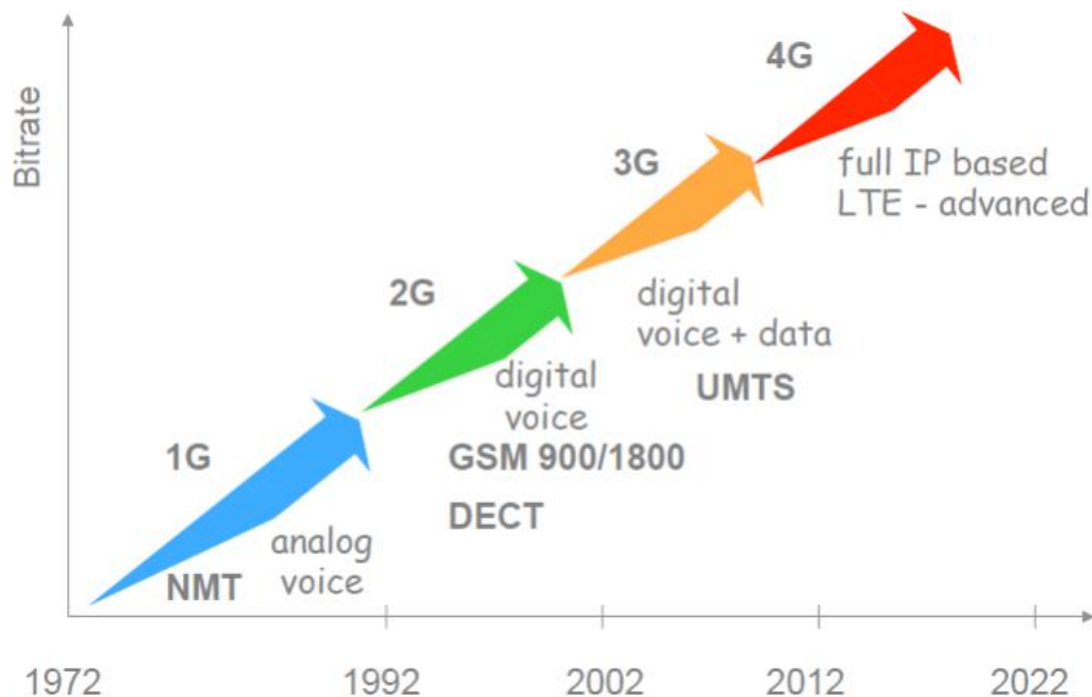 Bitrate
4G
full IP based
LTE - advanced
3G
digital
voice + data
UMTS
2G
digital
voice
GSM 900/1800
DECT
1G
analog
voice
NMT
1972
1992
2002
2012
2022